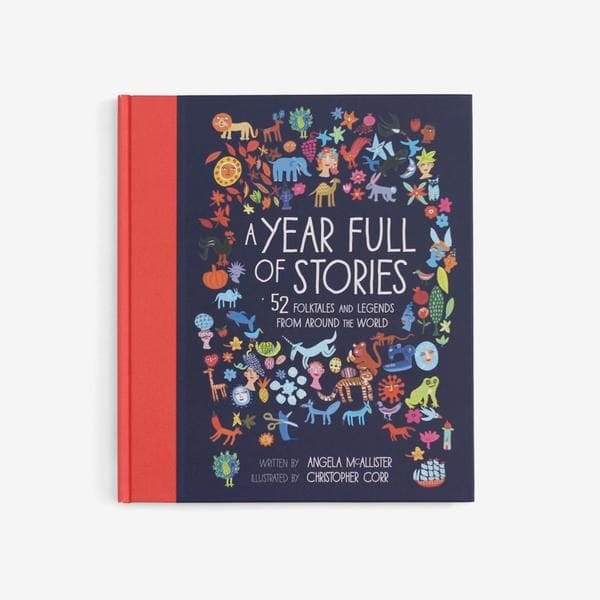 A YEAR FULL
OF STORIES
52 FOLKTALES AND LEGENDS
FROM AROUND THE WORLD
WRITTEN BY ANGELA McALLISTER
ILLUSTRATED BY CHRISTOPHER CORR